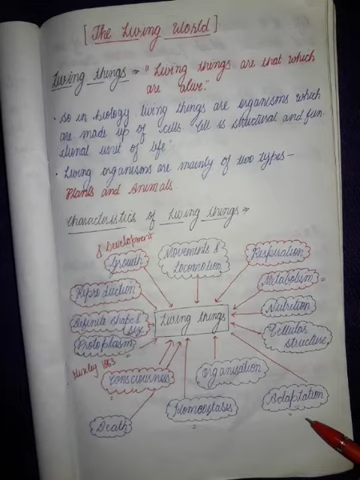 [ The Living World ]
Living things ⇒ "Living things are that which
are alive."
• So in biology living things are organisms which
are made up of "cells. Cell is structural and fun
tional unit of life"
• Living organisms are mainly of two types –
Plants and Animals.
Characteristics of Living things ⇒
& Development
Growth
Movements &
Locomotion
Respiration
Metabolism
Reproduction
Nutrition
Definite shape &
size
Living things
Cellular
structure
Protoplasm
Huxley
Consciousness
Organisation
Adaptation
Homoeostasis
Death